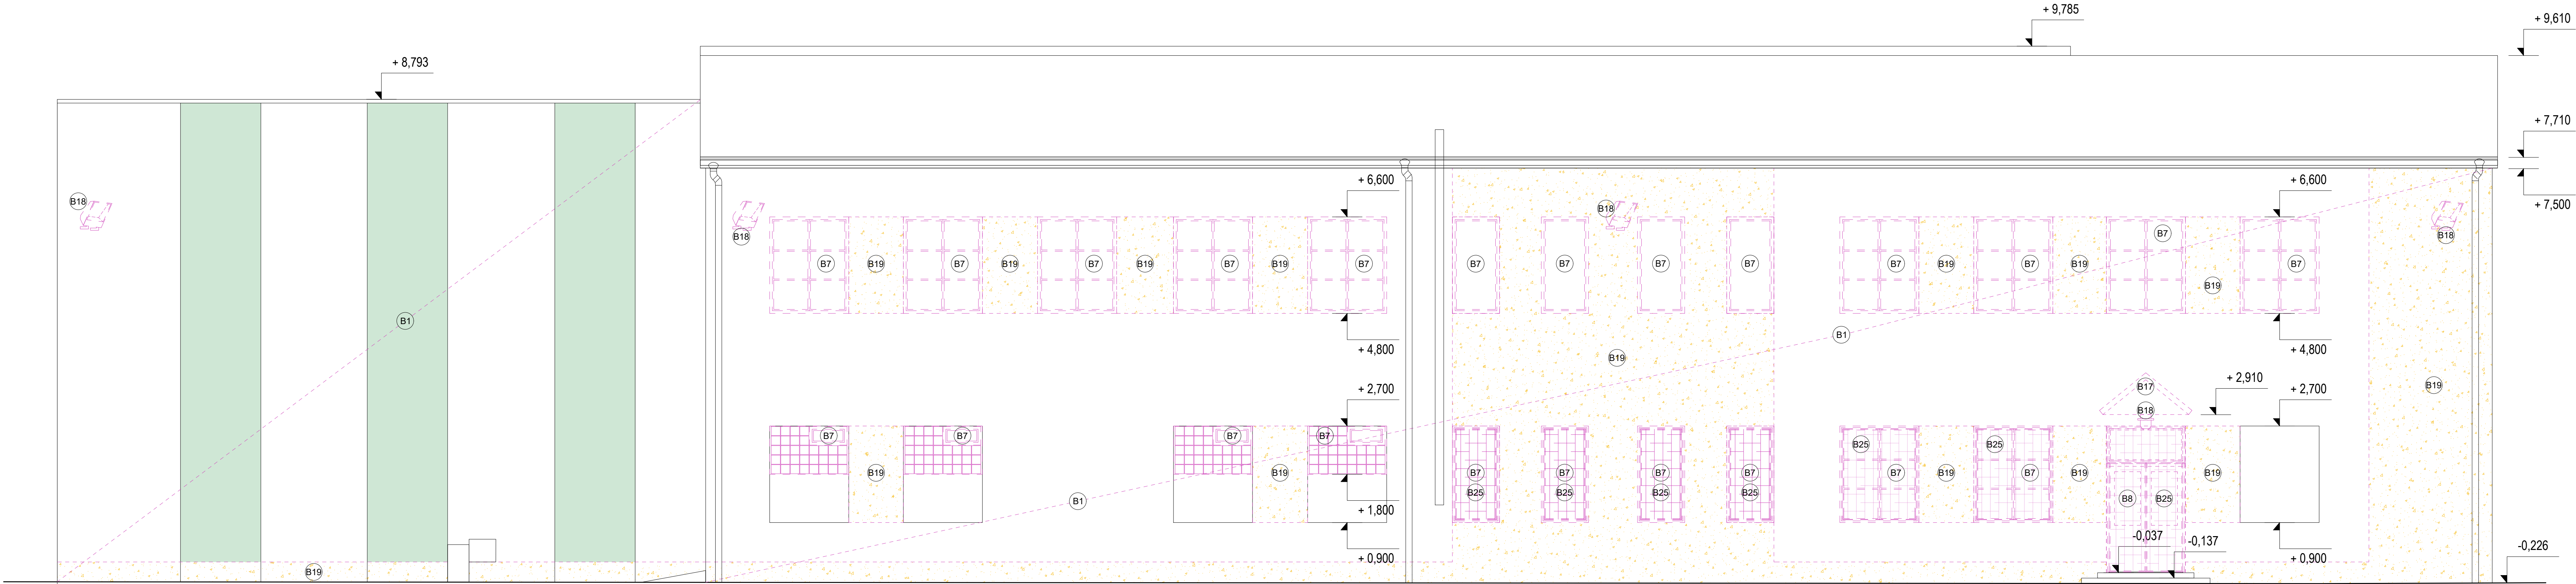 + 9,785
+ 9,610
+ 8,793
+ 7,710
+ 6,600
+ 6,600
B18
+ 7,500
B18
B18
B18
B7
B7
B19
B7
B19
B7
B19
B7
B19
B7
B7
B7
B7
B7
B7
B19
B7
B19
B7
B19
B1
B1
+ 4,800
+ 4,800
B19
+ 2,700
+ 2,910
+ 2,700
B17
B19
B18
B7
B7
B7
B7
B25
B25
B19
B19
B7
B7
B7
B7
B7
B19
B7
B19
B19
B25
B25
B25
B25
B8
B25
B1
+ 1,800
-0,037
-0,137
-0,226
+ 0,900
+ 0,900
B19